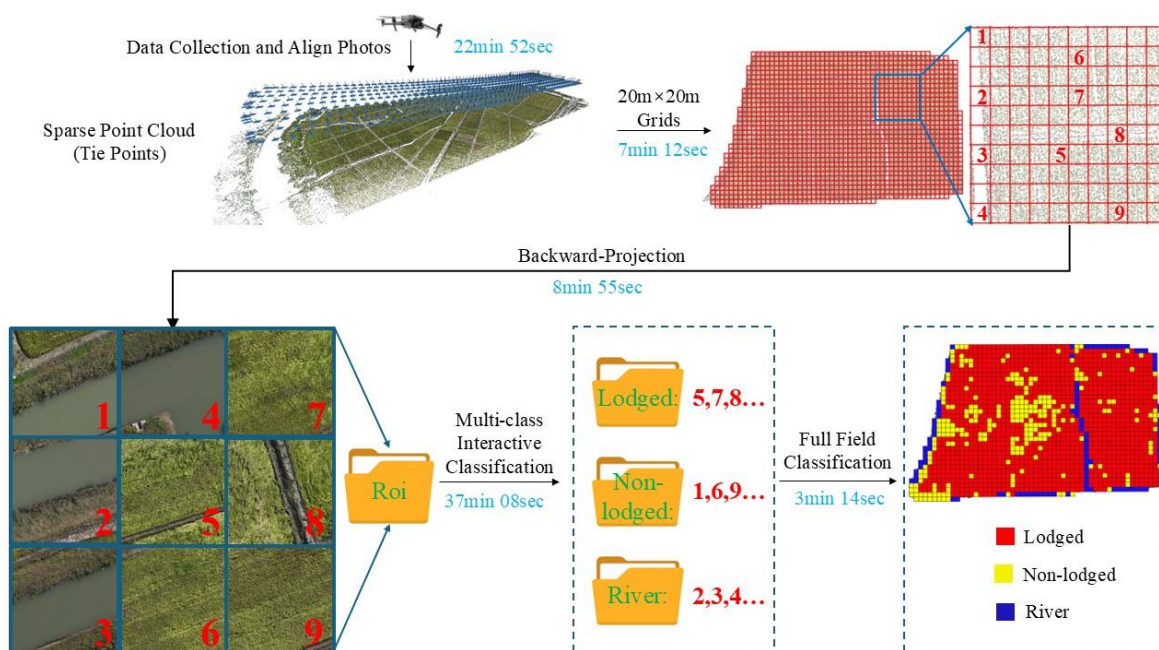 Data Collection and Align Photos
22min 52sec
Sparse Point Cloud
(Tie Points)
20m×20m
Grids
7min 12sec
1
6
2
7
8
3
5
4
9
Backward-Projection
8min 55sec
1
4
7
2
5
8
3
6
9
Roi
Multi-class
Interactive
Classification
37min 08sec
Lodged:
5,7,8...
Non-
lodged:
1,6,9...
River:
2,3,4...
Full Field
Classification
3min 14sec
Lodged
Non-lodged
River